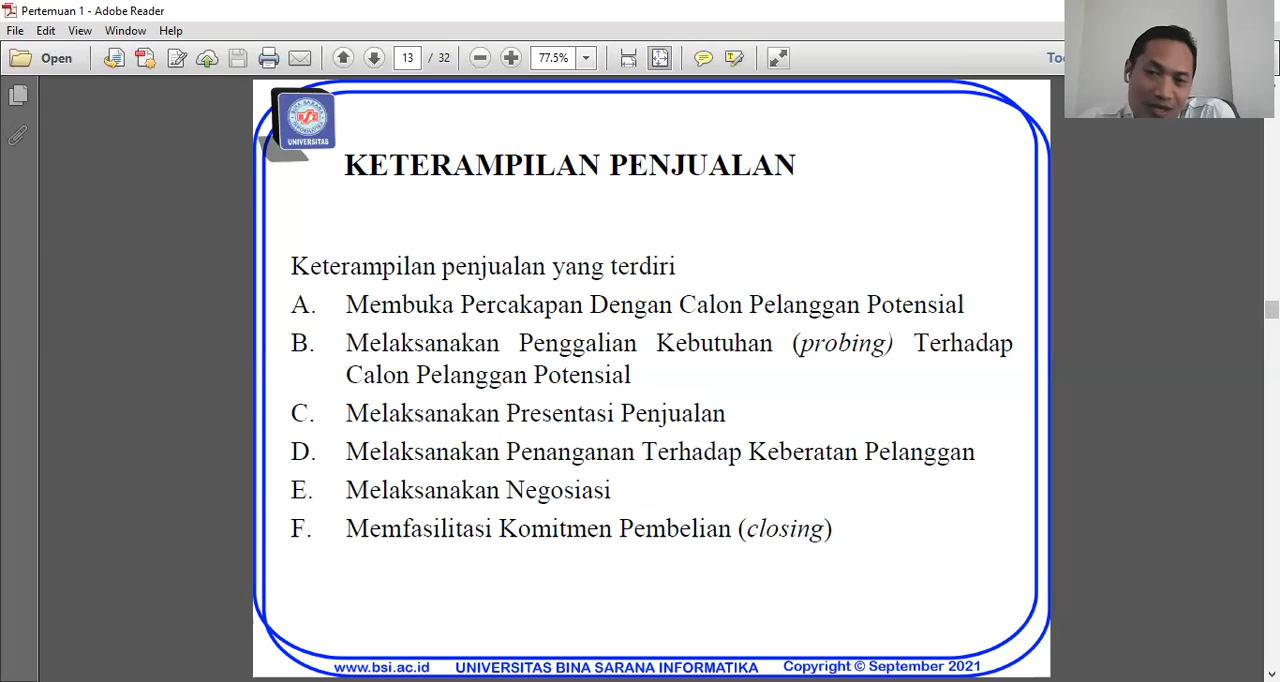 Pertemuan 1 - Adobe Reader
File Edit View Window Help
Open 13 / 32 77.5%
UNIVERSITAS
KETERAMPILAN PENJUALAN
Keterampilan penjualan yang terdiri
A. Membuka Percakapan Dengan Calon Pelanggan Potensial
B. Melaksanakan Penggalian Kebutuhan (probing) Terhadap
Calon Pelanggan Potensial
C. Melaksanakan Presentasi Penjualan
D. Melaksanakan Penanganan Terhadap Keberatan Pelanggan
E. Melaksanakan Negosiasi
F. Memfasilitasi Komitmen Pembelian (closing)
www.bsi.ac.id UNIVERSITAS BINA SARANA INFORMATIKA Copyright © September 2021